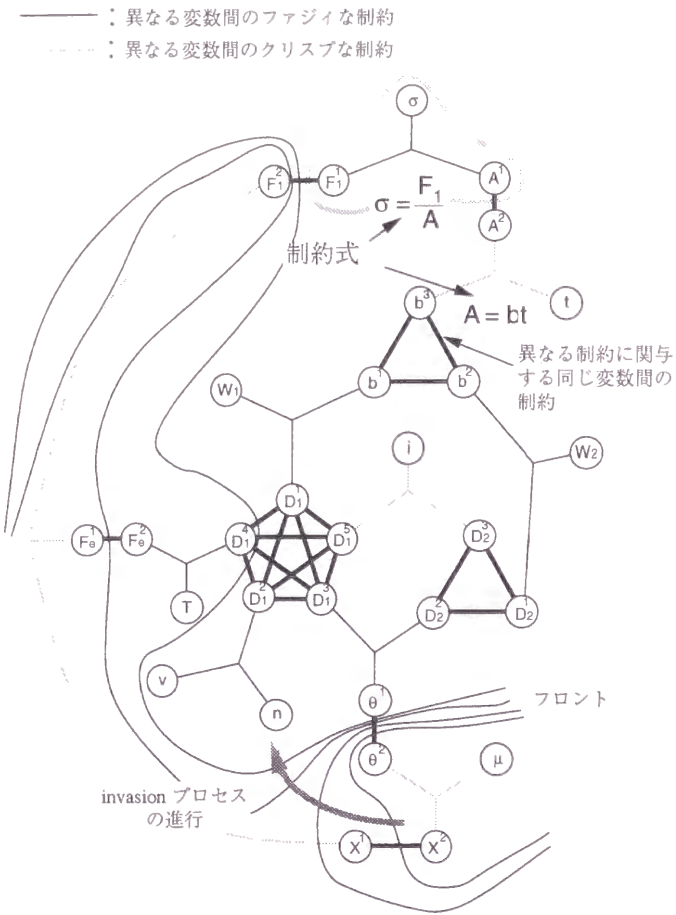 : 異なる変数間のファジィな制約
: 異なる変数間のクリスプな制約
σ
F₁² F₁¹
A¹
σ = F₁/A
A²
制約式
b³
t
A = bt
異なる制約に関与
する同じ変数間の
制約
W₁
b¹ b²
i
W₂
D₁¹
Fe¹ Fe² D₁⁴ D₁⁵
D₂³
T
D₁² D₁³
D₂² D₂¹
v
n
θ¹
フロント
θ²
μ
invasion プロセス
の進行
X¹ X²